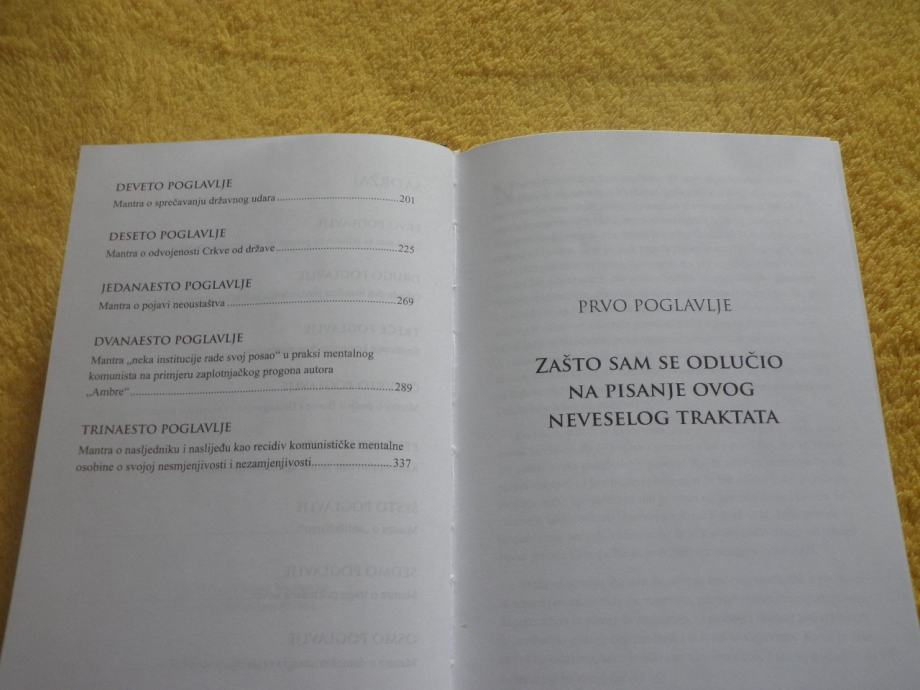 DEVETO POGLAVLJE
Mantra o sprečavanju državnog udara ........ 201
DESETO POGLAVLJE
Mantra o odvojenosti Crkve od države ........ 225
JEDANAESTO POGLAVLJE
Mantra o pojavi neoustaštva ........ 269
DVANAESTO POGLAVLJE
Mantra „neka institucije rade svoj posao“ u praksi mentalnog
komunista na primjeru zaplotnjačkog progona autora
„Ambre“ ........ 289
TRINAESTO POGLAVLJE
Mantra o nasljedniku i naslijeđu kao recidiv komunističke mentalne
osobine o svojoj nesmjenjivosti i nezamjenjivosti ........ 337
PRVO POGLAVLJE
ZAŠTO SAM SE ODLUČIO
NA PISANJE OVOG
NEVESELOG TRAKTATA